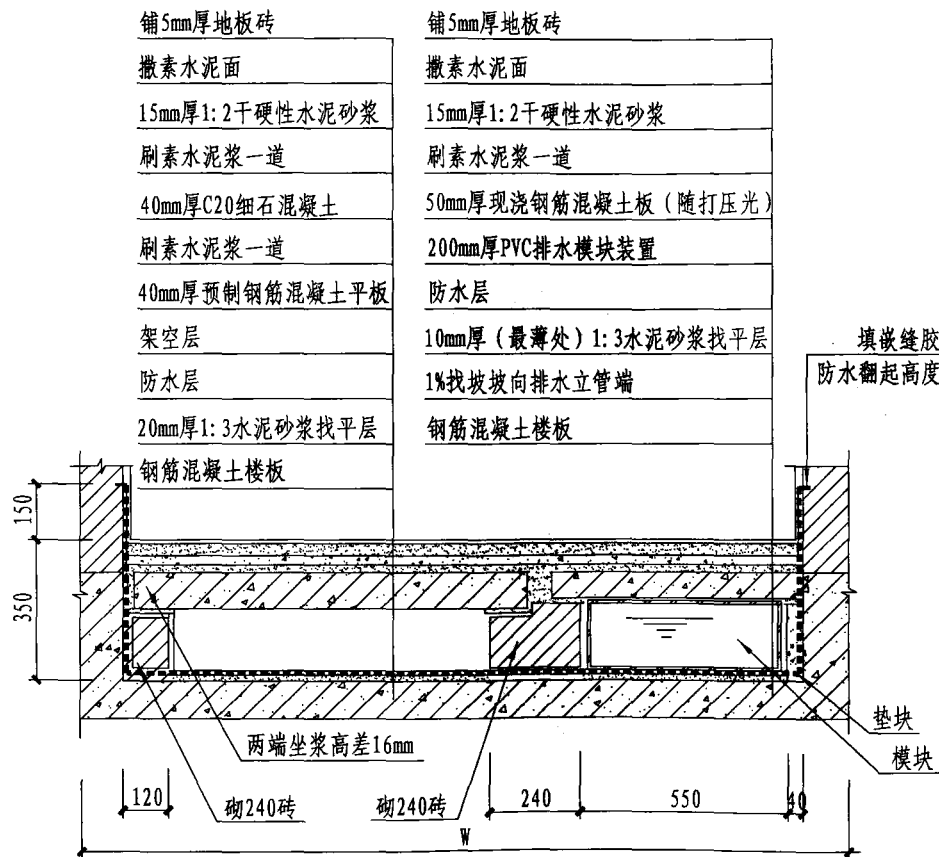 铺5mm厚地板砖
撒素水泥面
15mm厚1:2干硬性水泥砂浆
刷素水泥浆一道
40mm厚C20细石混凝土
刷素水泥浆一道
40mm厚预制钢筋混凝土平板
架空层
防水层
20mm厚1:3水泥砂浆找平层
钢筋混凝土楼板
铺5mm厚地板砖
撒素水泥面
15mm厚1:2干硬性水泥砂浆
刷素水泥浆一道
50mm厚现浇钢筋混凝土板（随打压光）
200mm厚PVC排水模块装置
防水层
10mm厚（最薄处）1:3水泥砂浆找平层
1%找坡坡向排水立管端
钢筋混凝土楼板
填嵌缝胶
防水翻起高度
150
350
垫块
模块
两端坐浆高差16mm
砌240砖
砌240砖
120
240
550
40
W